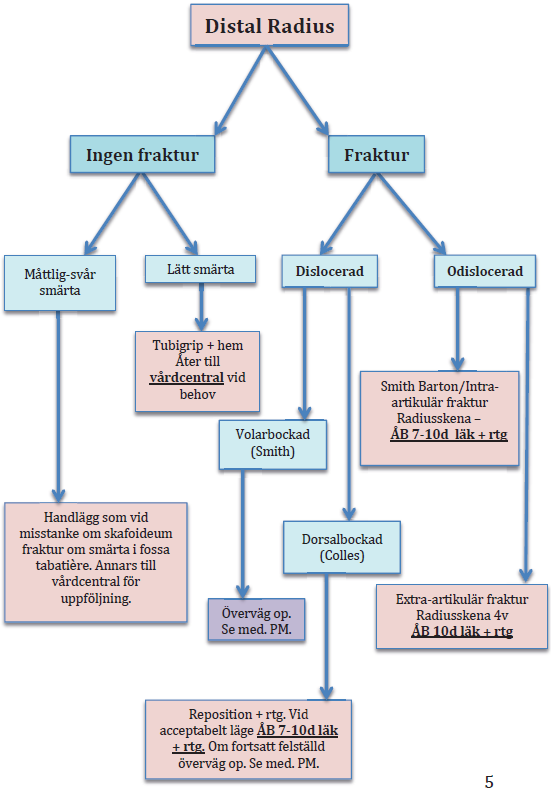 Distal Radius
Ingen fraktur
Fraktur
Måttlig-svår
smärta
Lätt smärta
Dislocerad
Odislocerad
Tubigrip + hem
Åter till
vårdcentral vid
behov
Smith Barton/Intra-
artikulär fraktur
Radiusskena –
ÅB 7-10d läk + rtg
Volarbockad
(Smith)
Handlägg som vid
misstanke om skafoideum
fraktur om smärta i fossa
tabatière. Annars till
vårdcentral för
uppföljning.
Dorsalbockad
(Colles)
Överväg op.
Se med. PM.
Extra-artikulär fraktur
Radiusskena 4v
ÅB 10d läk + rtg
Reposition + rtg. Vid
acceptabelt läge ÅB 7-10d läk
+ rtg. Om fortsatt felställd
överväg op. Se med. PM.
5